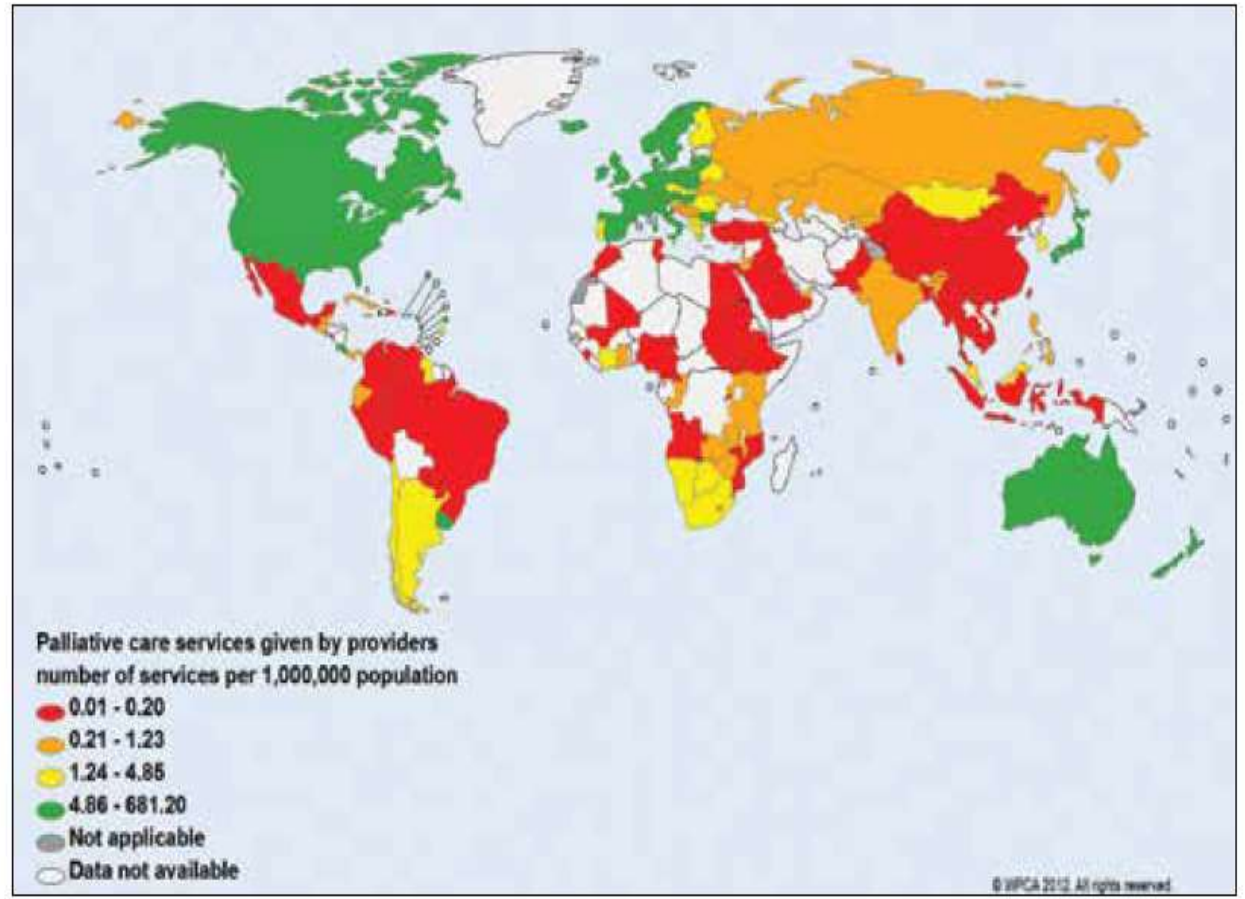 Palliative care services given by providers
number of services per 1,000,000 population
0.01 - 0.20
0.21 - 1.23
1.24 - 4.85
4.86 - 681.20
Not applicable
Data not available
© WPCA 2012. All rights reserved.